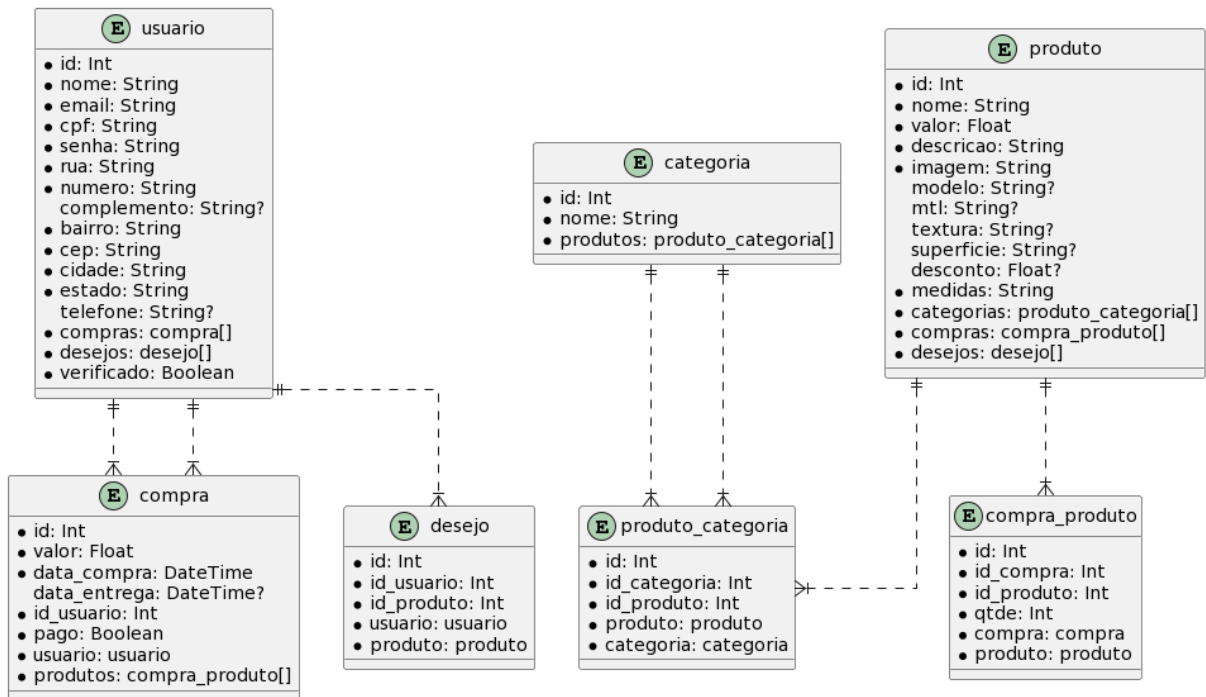 E usuario
id: Int
nome: String
email: String
cpf: String
senha: String
rua: String
numero: String
complemento: String?
bairro: String
cep: String
cidade: String
estado: String
telefone: String?
compras: compra[]
desejos: desejo[]
verificado: Boolean
E categoria
id: Int
nome: String
produtos: produto_categoria[]
E produto
id: Int
nome: String
valor: Float
descricao: String
imagem: String
modelo: String?
mtl: String?
textura: String?
superficie: String?
desconto: Float?
medidas: String
categorias: produto_categoria[]
compras: compra_produto[]
desejos: desejo[]
E compra
id: Int
valor: Float
data_compra: DateTime
data_entrega: DateTime?
id_usuario: Int
pago: Boolean
usuario: usuario
produtos: compra_produto[]
E desejo
id: Int
id_usuario: Int
id_produto: Int
usuario: usuario
produto: produto
E produto_categoria
id: Int
id_categoria: Int
id_produto: Int
produto: produto
categoria: categoria
E compra_produto
id: Int
id_compra: Int
id_produto: Int
qtde: Int
compra: compra
produto: produto